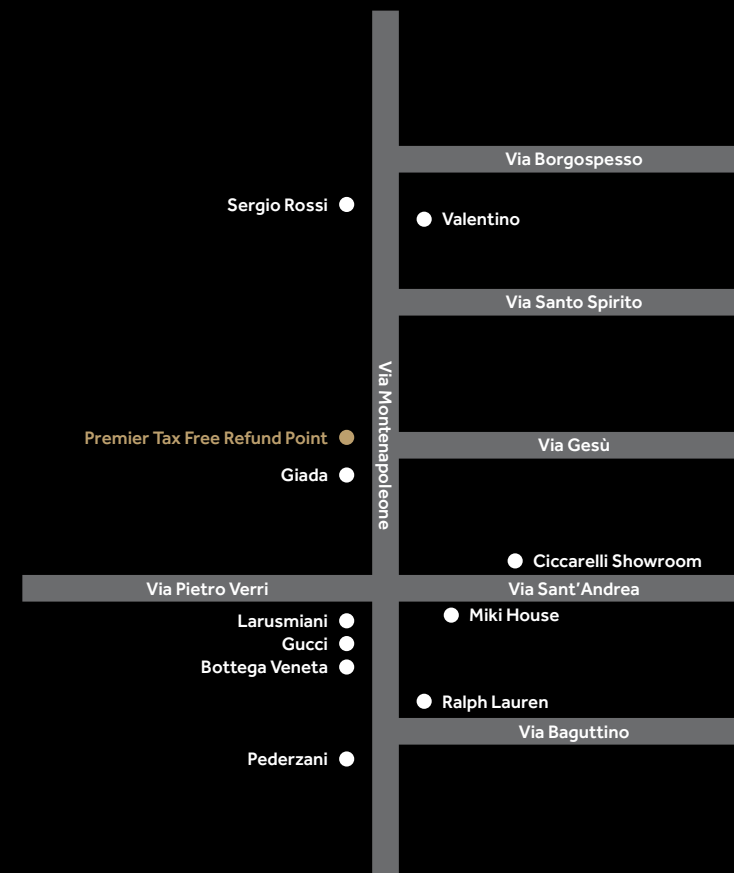 Via Borgospesso
Sergio Rossi
Valentino
Via Santo Spirito
Via Montenapoleone
Premier Tax Free Refund Point
Via Gesù
Giada
Ciccarelli Showroom
Via Pietro Verri
Via Sant’Andrea
Miki House
Larusmiani
Gucci
Bottega Veneta
Ralph Lauren
Via Baguttino
Pederzani